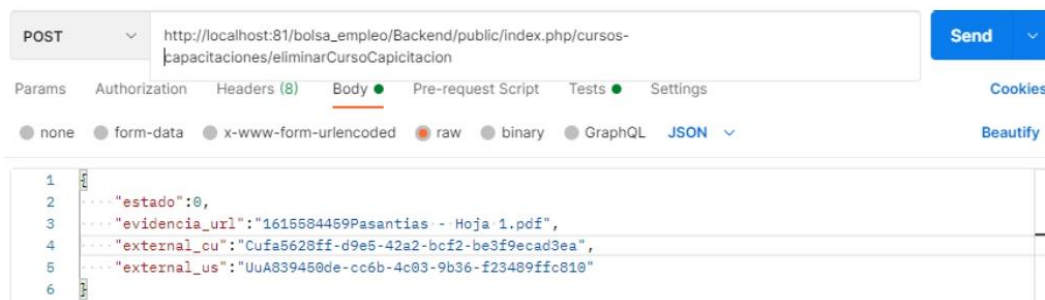 POST http://localhost:81/bolsa_empleo/Backend/public/index.php/cursos- Send
capacitaciones/eliminarCursoCapicitacion
Params Authorization Headers (8) Body Pre-request Script Tests Settings Cookies
none form-data x-www-form-urlencoded raw binary GraphQL JSON Beautify
1 {
2 "estado":0,
3 "evidencia_url":"1615584459Pasantias - Hoja 1.pdf",
4 "external_cu":"Cufa5628ff-d9e5-42a2-bcf2-be3f9ecad3ea",
5 "external_us":"UuA839450de-cc6b-4c03-9b36-f23489ffc810"
6 }